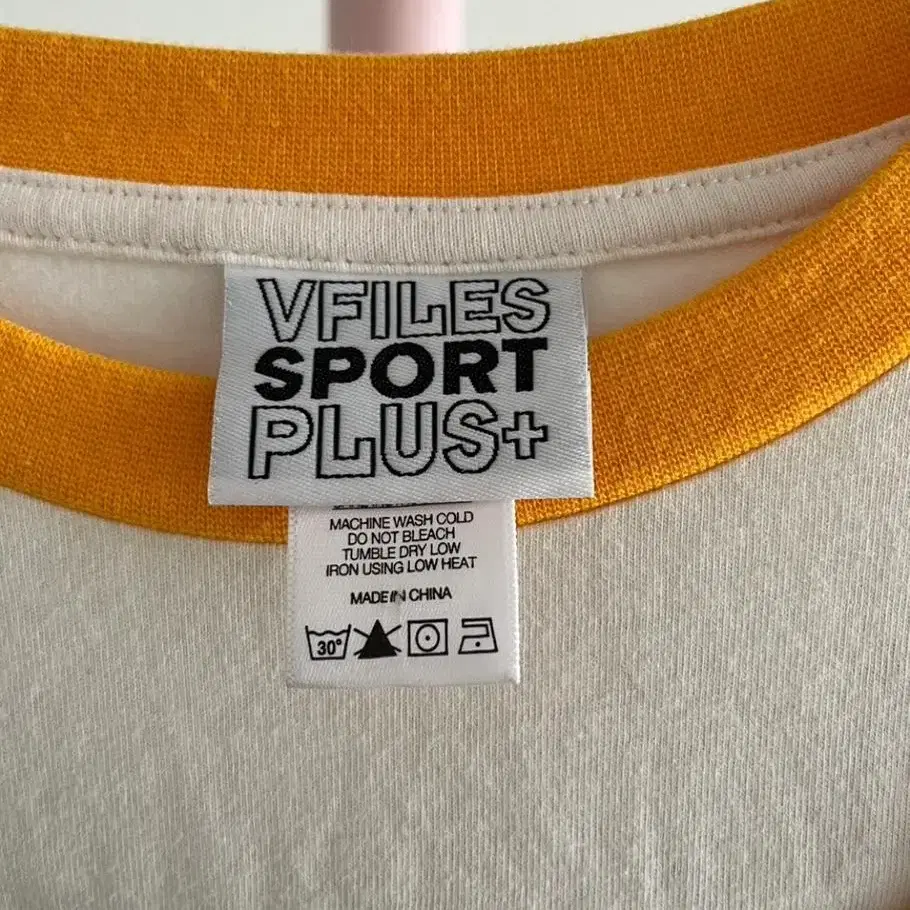 VFILES
SPORT
PLUS+
MACHINE WASH COLD
DO NOT BLEACH
TUMBLE DRY LOW
IRON USING LOW HEAT
MADE IN CHINA
30°